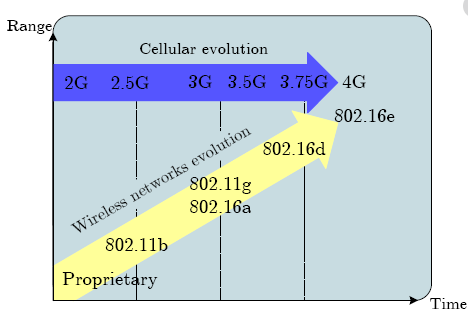 Range
Cellular evolution
2G 2.5G 3G 3.5G 3.75G 4G
802.16e
Wireless networks evolution
802.16d
802.11g
802.16a
802.11b
Proprietary
Time